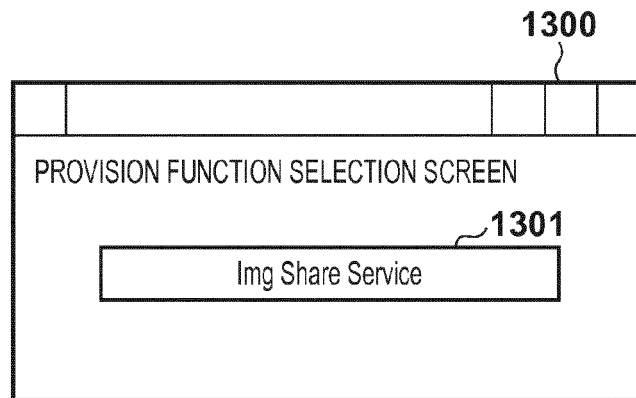 1300
PROVISION FUNCTION SELECTION SCREEN
1301
Img Share Service